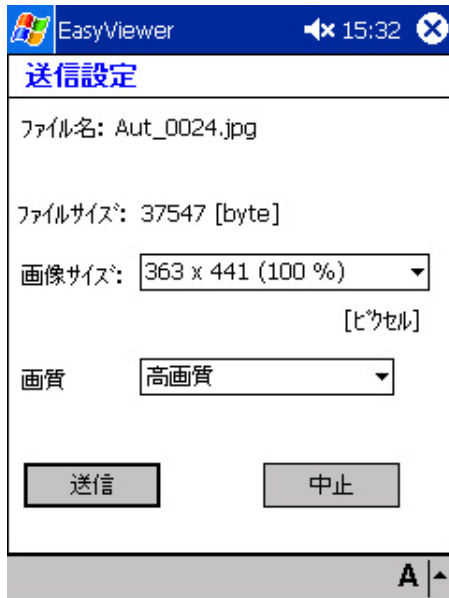 EasyViewer 15:32
送信設定
ﾌｧｲﾙ名: Aut_0024.jpg
ﾌｧｲﾙｻｲｽﾞ: 37547 [byte]
画像ｻｲｽﾞ: 363 x 441 (100 %)
[ﾋﾟｸｾﾙ]
画質 高画質
送信 中止
A